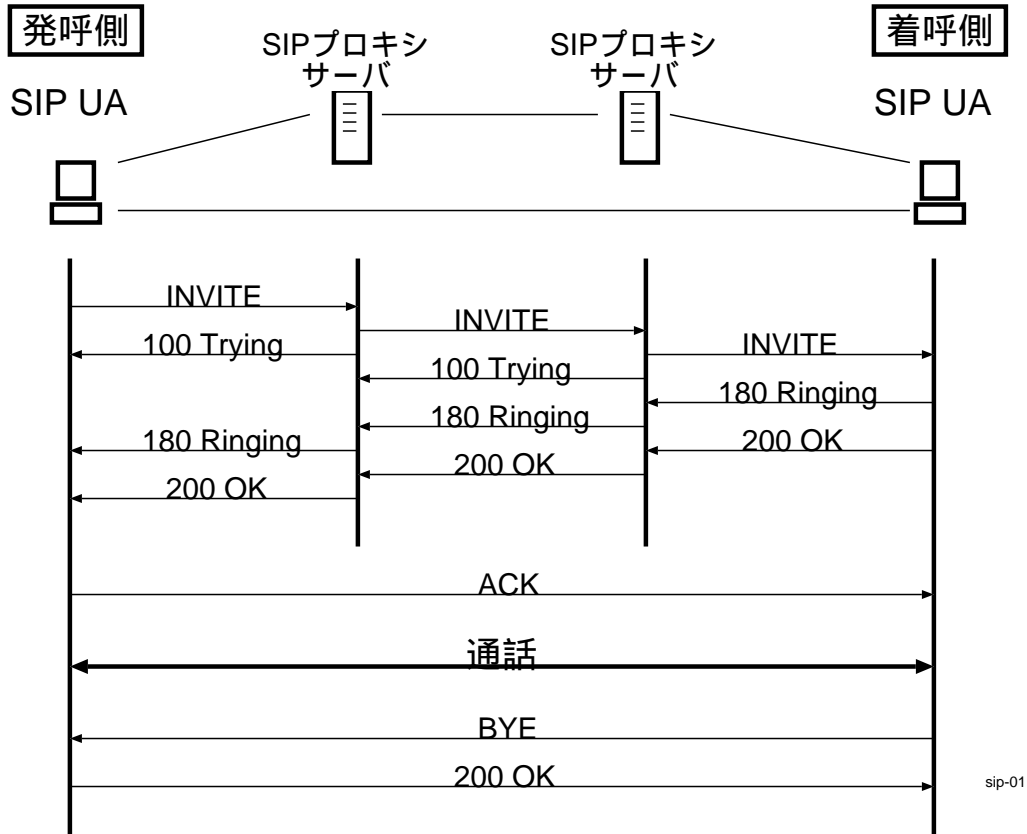 発呼側
SIPプロキシ
サーバ
SIPプロキシ
サーバ
着呼側
SIP UA
SIP UA
INVITE
INVITE
100 Trying
INVITE
100 Trying
180 Ringing
180 Ringing
180 Ringing
200 OK
200 OK
200 OK
ACK
通話
BYE
200 OK
sip-01